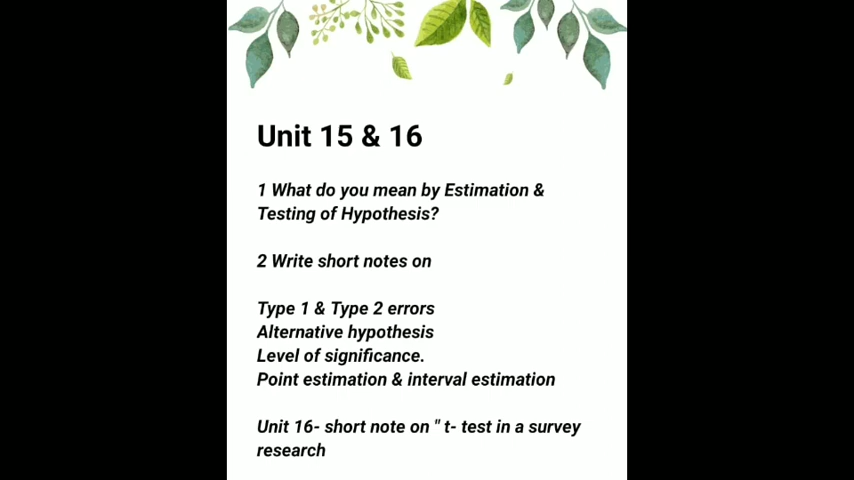 Unit 15 & 16
1 What do you mean by Estimation &
Testing of Hypothesis?
2 Write short notes on
Type 1 & Type 2 errors
Alternative hypothesis
Level of significance.
Point estimation & interval estimation
Unit 16- short note on " t- test in a survey
research